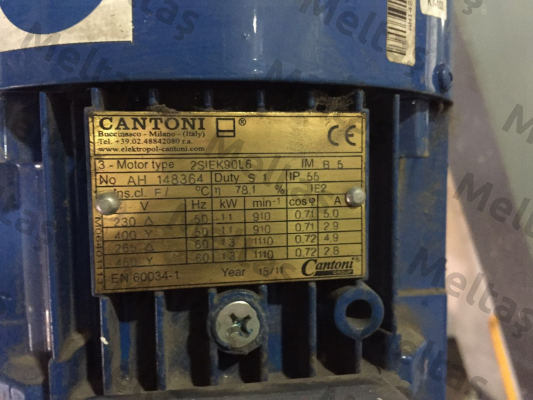 CANTONI ®
Buccinasco - Milano - (Italy)
Tel. +39.02.48842080 r.a.
www.elektropol-cantoni.com
CE
3 - Motor type 2SIEK90L6 IM B 5
No AH 148364 Duty S 1 IP 55
Ins.cl F / °C η 78.1 % IE2
V Hz kW min-¹ cosφ A
230 Δ 50 1.1 910 0.71 5.0
400 Y 50 1.1 910 0.71 2.9
265 Δ 60 1.3 1110 0.72 4.9
460 Y 60 1.3 1110 0.72 2.8
EN 60034-1 Year 15/11 Cantoni GROUP
Meltaş